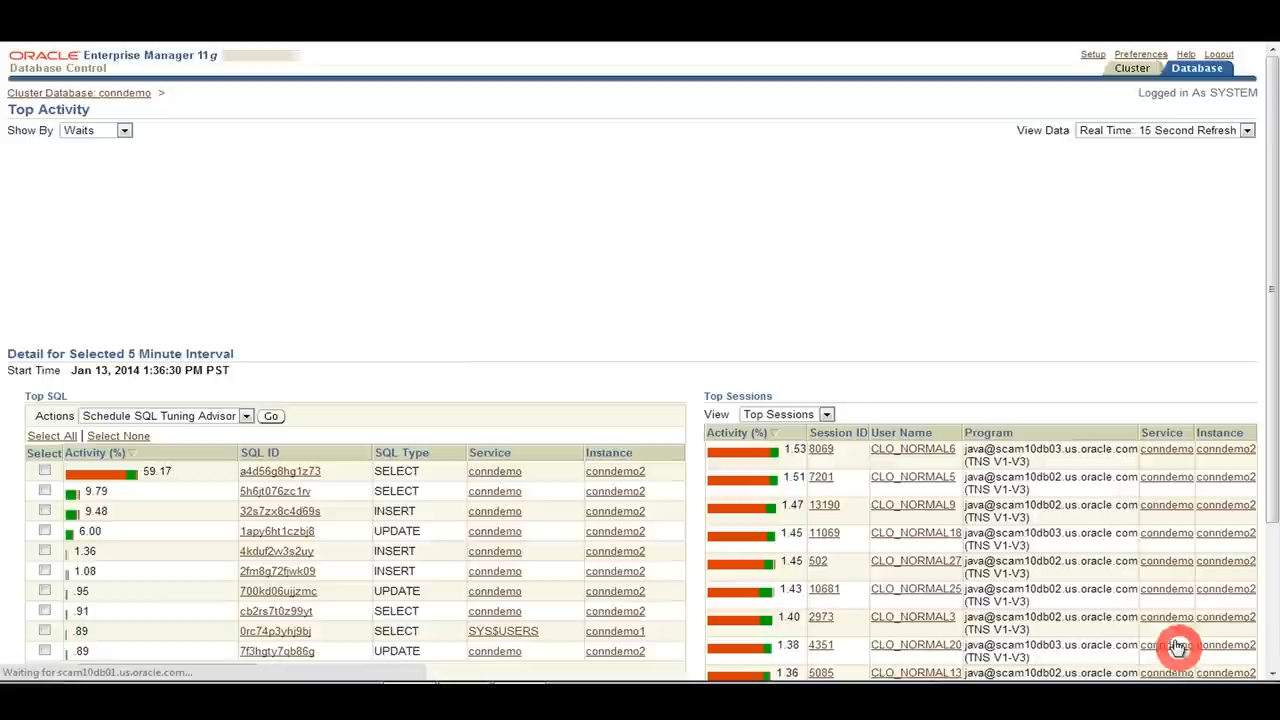 ORACLE Enterprise Manager 11g
Database Control
Setup Preferences Help Logout
Cluster Database
Cluster Database: conndemo >
Logged in As SYSTEM
Top Activity
Show By Waits
View Data Real Time: 15 Second Refresh
Detail for Selected 5 Minute Interval
Start Time Jan 13, 2014 1:36:30 PM PST
Top SQL
Actions Schedule SQL Tuning Advisor Go
Select All | Select None
Select Activity (%) SQL ID SQL Type Service Instance
59.17 a4d56g8hg1z73 SELECT conndemo conndemo2
9.79 5h6jt076zc1rv SELECT conndemo conndemo2
9.48 32s7zx8c4d69s INSERT conndemo conndemo2
6.00 1apy6ht1czbj8 UPDATE conndemo conndemo2
1.36 4kduf2v3s2uy INSERT conndemo conndemo2
1.08 2fm8g72fjwk09 INSERT conndemo conndemo2
.95 700kd06ujjzmc UPDATE conndemo conndemo2
.91 cb2rs7t0z99yt SELECT conndemo conndemo2
.89 0rc74p3yhj9bj SELECT SYS$USERS conndemo1
.89 7f3hgty7qb86g UPDATE conndemo conndemo2
Top Sessions
View Top Sessions
Activity (%) Session ID User Name Program Service Instance
1.53 8069 CLO_NORMAL6 java@scam10db03.us.oracle.com conndemo conndemo2
(TNS V1-V3)
1.51 7201 CLO_NORMAL5 java@scam10db02.us.oracle.com conndemo conndemo2
(TNS V1-V3)
1.47 13190 CLO_NORMAL9 java@scam10db02.us.oracle.com conndemo conndemo2
(TNS V1-V3)
1.45 11069 CLO_NORMAL18 java@scam10db03.us.oracle.com conndemo conndemo2
(TNS V1-V3)
1.45 502 CLO_NORMAL27 java@scam10db02.us.oracle.com conndemo conndemo2
(TNS V1-V3)
1.43 10681 CLO_NORMAL25 java@scam10db03.us.oracle.com conndemo conndemo2
(TNS V1-V3)
1.40 2973 CLO_NORMAL3 java@scam10db02.us.oracle.com conndemo conndemo2
(TNS V1-V3)
1.38 4351 CLO_NORMAL20 java@scam10db03.us.oracle.com conndemo2
(TNS V1-V3)
1.36 5085 CLO_NORMAL13 java@scam10db02.us.oracle.com conndemo conndemo2
Waiting for scam10db01.us.oracle.com...